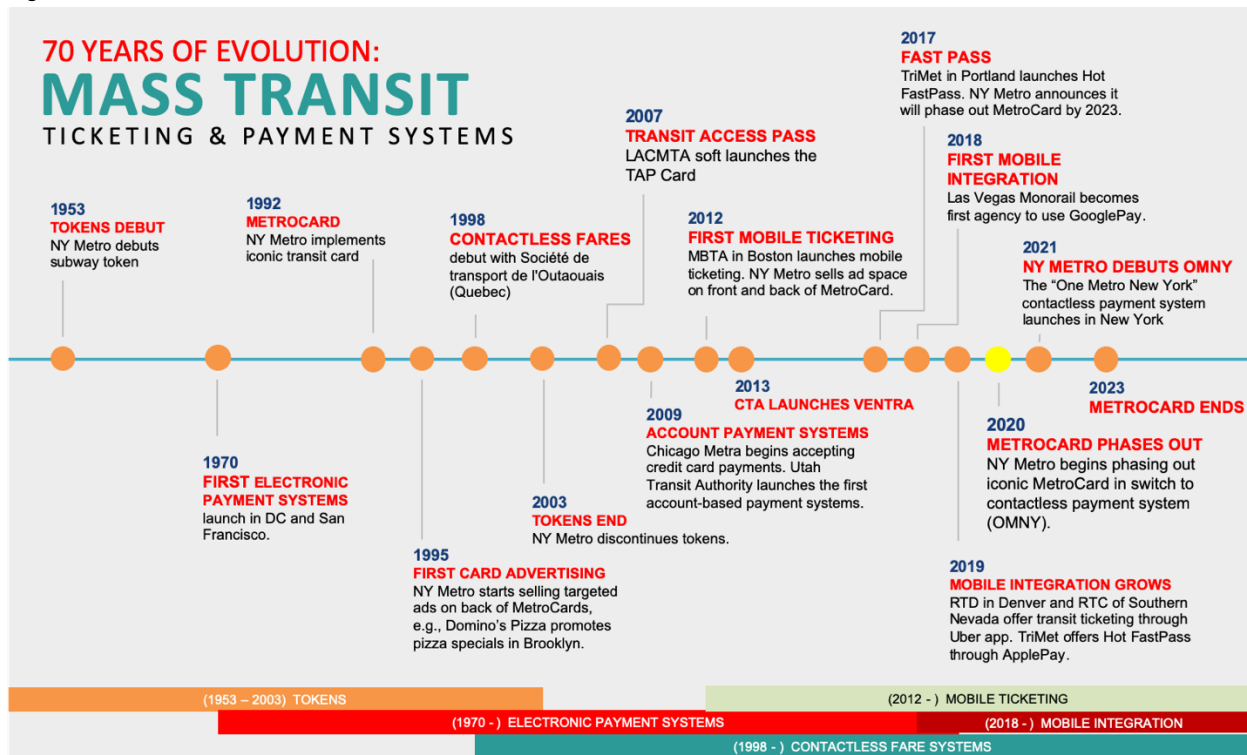 70 YEARS OF EVOLUTION:
MASS TRANSIT
TICKETING & PAYMENT SYSTEMS
1953
TOKENS DEBUT
NY Metro debuts
subway token
1970
FIRST ELECTRONIC
PAYMENT SYSTEMS
launch in DC and San
Francisco.
1992
METROCARD
NY Metro implements
iconic transit card
1995
FIRST CARD ADVERTISING
NY Metro starts selling targeted
ads on back of MetroCards,
e.g., Domino's Pizza promotes
pizza specials in Brooklyn.
1998
CONTACTLESS FARES
debut with Société de
transport de l'Outaouais
(Quebec)
2003
TOKENS END
NY Metro discontinues tokens.
2007
TRANSIT ACCESS PASS
LACMTA soft launches the
TAP Card
2009
ACCOUNT PAYMENT SYSTEMS
Chicago Metra begins accepting
credit card payments. Utah
Transit Authority launches the first
account-based payment systems.
2012
FIRST MOBILE TICKETING
MBTA in Boston launches mobile
ticketing. NY Metro sells ad space
on front and back of MetroCard.
2013
CTA LAUNCHES VENTRA
2017
FAST PASS
TriMet in Portland launches Hot
FastPass. NY Metro announces it
will phase out MetroCard by 2023.
2018
FIRST MOBILE
INTEGRATION
Las Vegas Monorail becomes
first agency to use GooglePay.
2019
MOBILE INTEGRATION GROWS
RTD in Denver and RTC of Southern
Nevada offer transit ticketing through
Uber app. TriMet offers Hot FastPass
through ApplePay.
2020
METROCARD PHASES OUT
NY Metro begins phasing out
iconic MetroCard in switch to
contactless payment system
(OMNY).
2021
NY METRO DEBUTS OMNY
The “One Metro New York”
contactless payment system
launches in New York
2023
METROCARD ENDS
(1953 – 2003) TOKENS
(2012 - ) MOBILE TICKETING
(1970 - ) ELECTRONIC PAYMENT SYSTEMS
(2018 - ) MOBILE INTEGRATION
(1998 - ) CONTACTLESS FARE SYSTEMS